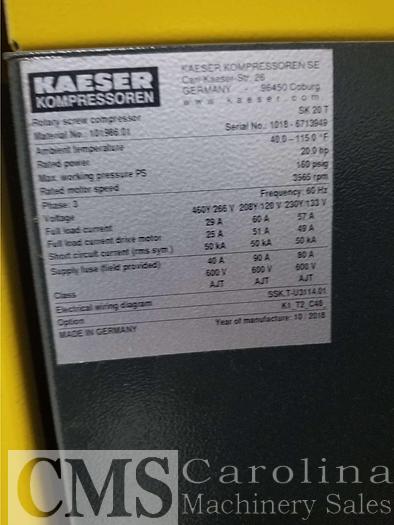 KAESER
KOMPRESSOREN
KAESER KOMPRESSOREN SE
Carl-Kaeser-Str. 26
GERMANY - 96450 Coburg
www.kaeser.com
Rotary screw compressor SK 20 T
Material No.: 101986.01 Serial No.: 1018 - 6713949
Ambient temperature 40.0 – 115.0 °F
Rated power 20.0 hp
Max. working pressure PS 160 psig
Rated motor speed 3565 rpm
Phase: 3 Frequency: 60 Hz
Voltage 460Y/266 V 208Y/120 V 230Y/133 V
Full load current 29 A 60 A 57 A
Full load current drive motor 25 A 51 A 49 A
Short circuit current (rms sym.) 50 kA 50 kA 50 kA
Supply fuse (field provided) 40 A 90 A 80 A
600 V 600 V 600 V
Class AJT AJT AJT
Electrical wiring diagram SSK.T-U3114.01
Option K1_T2_C48_
MADE IN GERMANY Year of manufacture: 10 / 2018
CMS Carolina
Machinery Sales